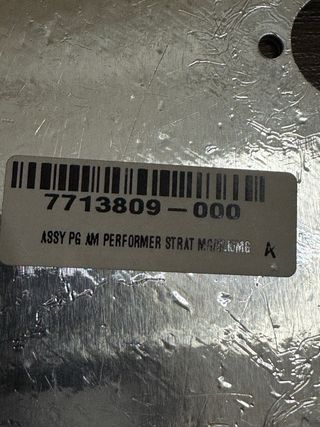 7713809-000
ASSY PG AM PERFORMER STRAT
A